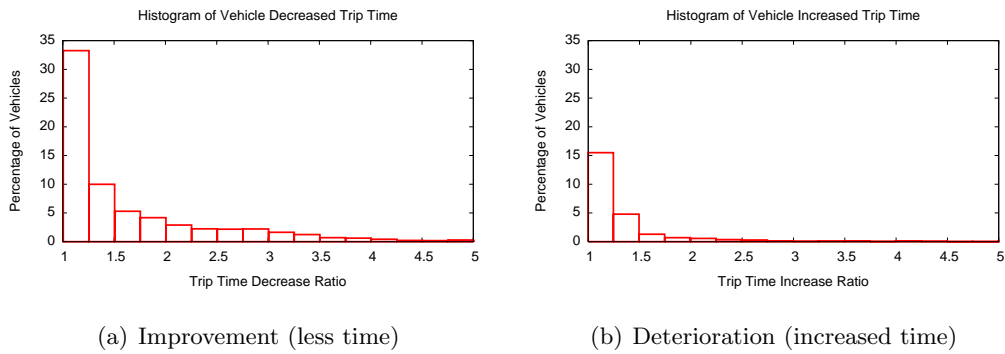 Histogram of Vehicle Decreased Trip Time
35
30
25
20
15
10
5
0
Percentage of Vehicles
1 1.5 2 2.5 3 3.5 4 4.5 5
Trip Time Decrease Ratio
(a) Improvement (less time)
Histogram of Vehicle Increased Trip Time
35
30
25
20
15
10
5
0
Percentage of Vehicles
1 1.5 2 2.5 3 3.5 4 4.5 5
Trip Time Increase Ratio
(b) Deterioration (increased time)